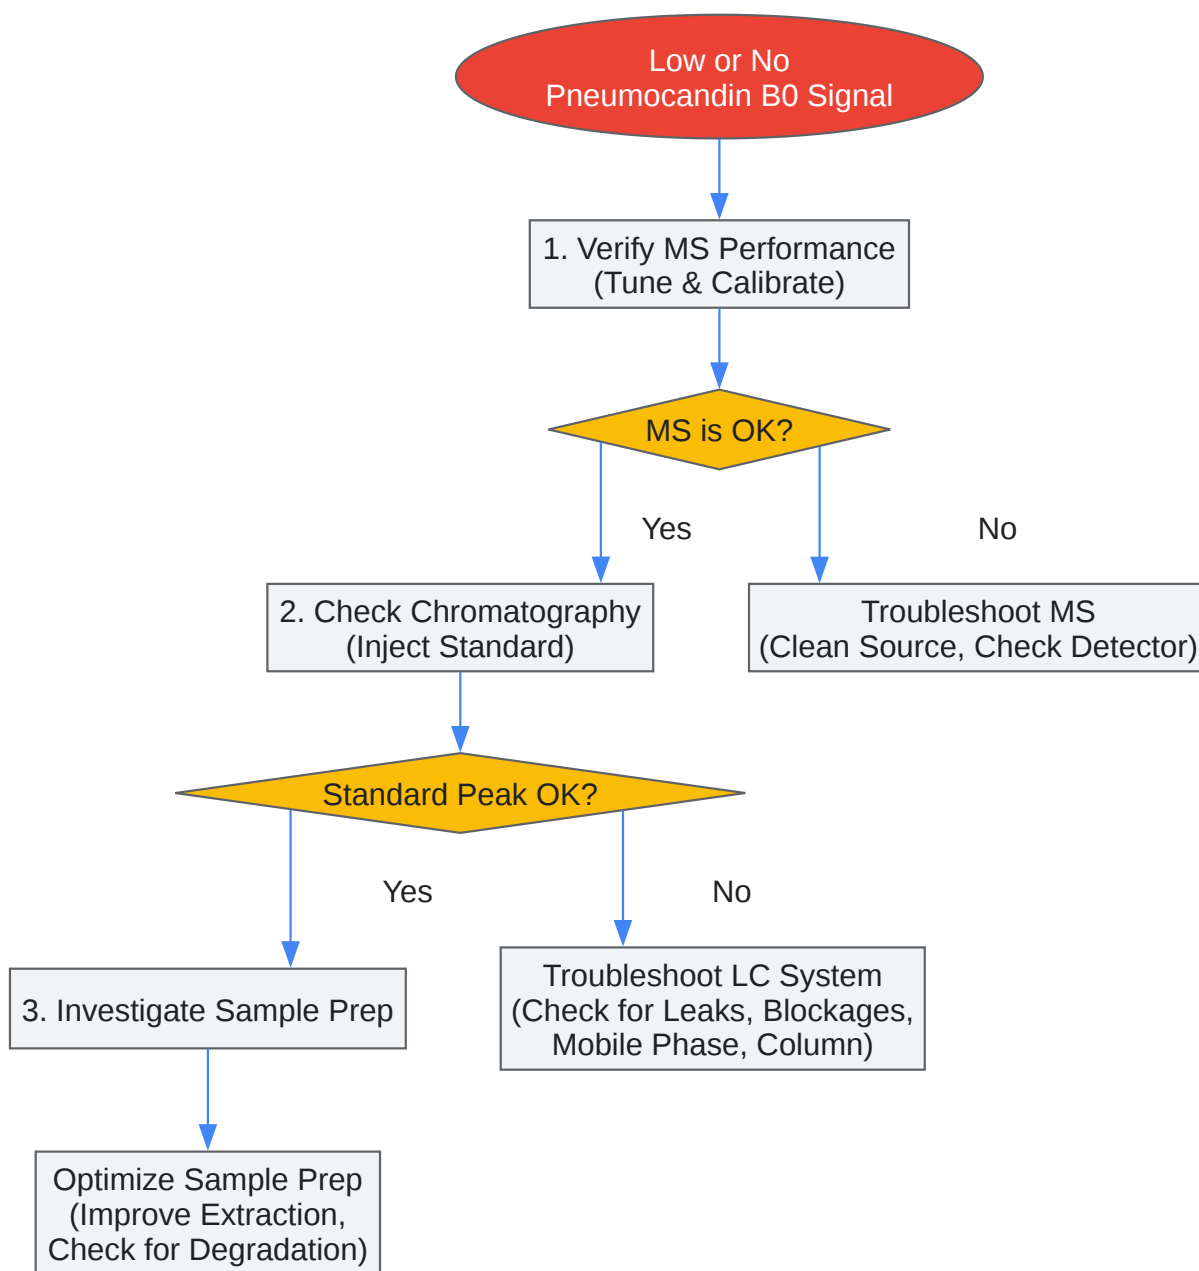 Low or No
Pneumocandin B0 Signal
1. Verify MS Performance
(Tune & Calibrate)
MS is OK?
Yes
No
2. Check Chromatography
(Inject Standard)
Troubleshoot MS
(Clean Source, Check Detector)
Standard Peak OK?
Yes
No
3. Investigate Sample Prep
Troubleshoot LC System
(Check for Leaks, Blockages,
Mobile Phase, Column)
Optimize Sample Prep
(Improve Extraction,
Check for Degradation)